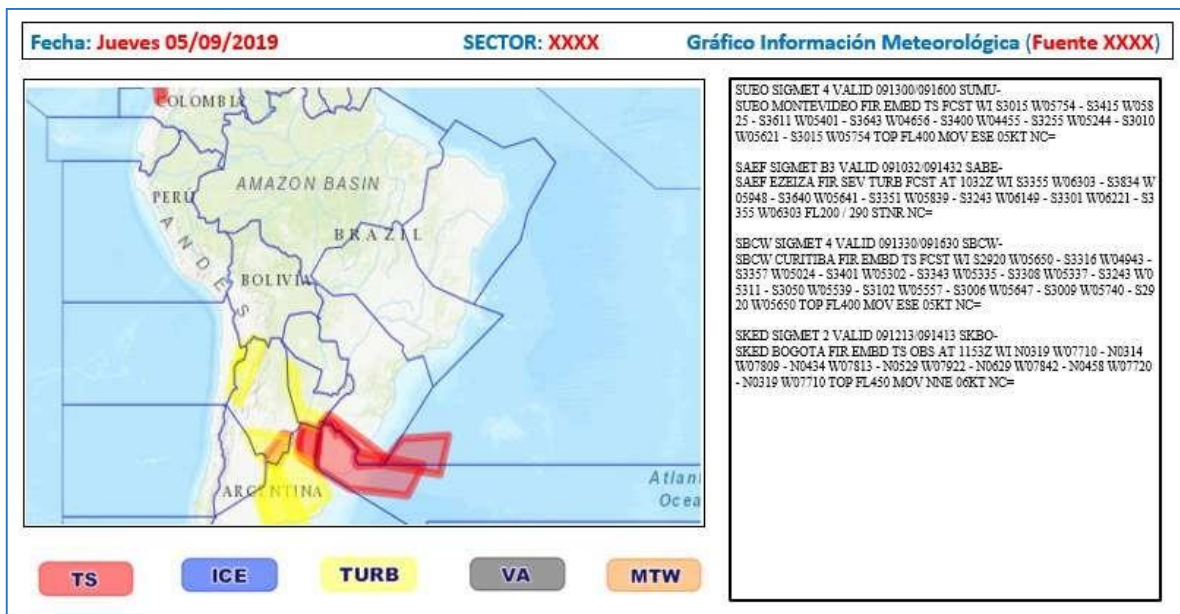 Fecha: Jueves 05/09/2019
SECTOR: XXXX
Gráfico Información Meteorológica (Fuente XXXX)
COLOMBIA
PERU
AMAZON BASIN
BRAZIL
ANDES
BOLIVIA
ARGENTINA
Atlan
Ocea
SUEO SIGMET 4 VALID 091300/091600 SUMU-
SUEO MONTEVIDEO FIR EMBD TS FCST WI S3015 W05754 - S3415 W058
25 - S3611 W05401 - S3643 W04656 - S3400 W04455 - S3255 W05244 - S3010
W05621 - S3015 W05754 TOP FL400 MOV ESE 05KT NC=
SAEF SIGMET B3 VALID 091032/091432 SABE-
SAEF EZEIZA FIR SEV TURB FCST AT 1032Z WI S3355 W06303 - S3834 W
05948 - S3640 W05641 - S3351 W05839 - S3243 W06149 - S3301 W06221 - S3
355 W06303 FL200 / 290 STNR NC=
SBCW SIGMET 4 VALID 091330/091630 SBCW-
SBCW CURITIBA FIR EMBD TS FCST WI S2920 W05650 - S3316 W04943 -
S3357 W05024 - S3401 W05302 - S3343 W05335 - S3308 W05337 - S3243 W0
5311 - S3050 W05539 - S3102 W05557 - S3006 W05647 - S3009 W05740 - S29
20 W05650 TOP FL400 MOV ESE 05KT NC=
SKED SIGMET 2 VALID 091213/091413 SKBO-
SKED BOGOTA FIR EMBD TS OBS AT 1153Z WI N0319 W07710 - N0314
W07809 - N0434 W07813 - N0529 W07922 - N0629 W07842 - N0458 W07720
- N0319 W07710 TOP FL450 MOV NNE 06KT NC=
TS
ICE
TURB
VA
MTW